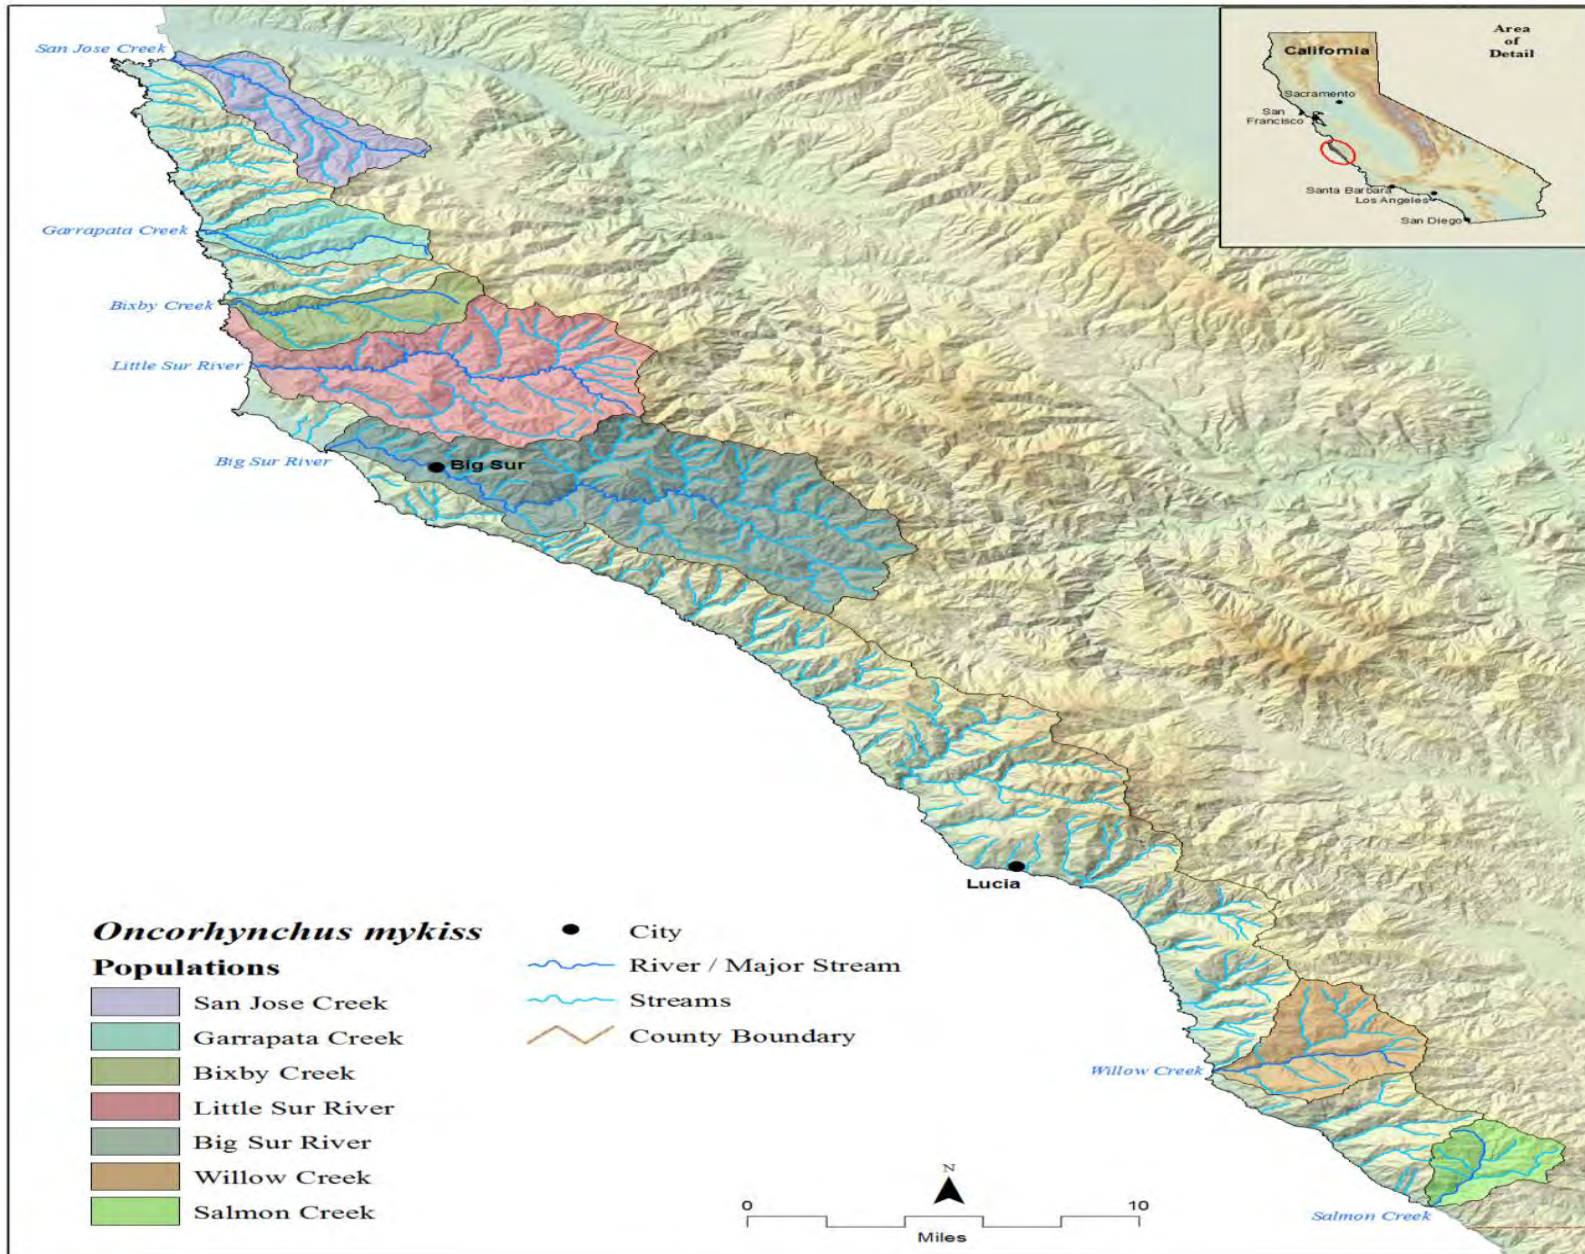 San Jose Creek
Garrapata Creek
Bixby Creek
Little Sur River
Big Sur River
Big Sur
Lucia
Willow Creek
Salmon Creek
California
Area
of
Detail
Sacramento
San
Francisco
Santa Barbara
Los Angeles
San Diego
Oncorhynchus mykiss
Populations
San Jose Creek
Garrapata Creek
Bixby Creek
Little Sur River
Big Sur River
Willow Creek
Salmon Creek
City
River / Major Stream
Streams
County Boundary
N
0 10
Miles